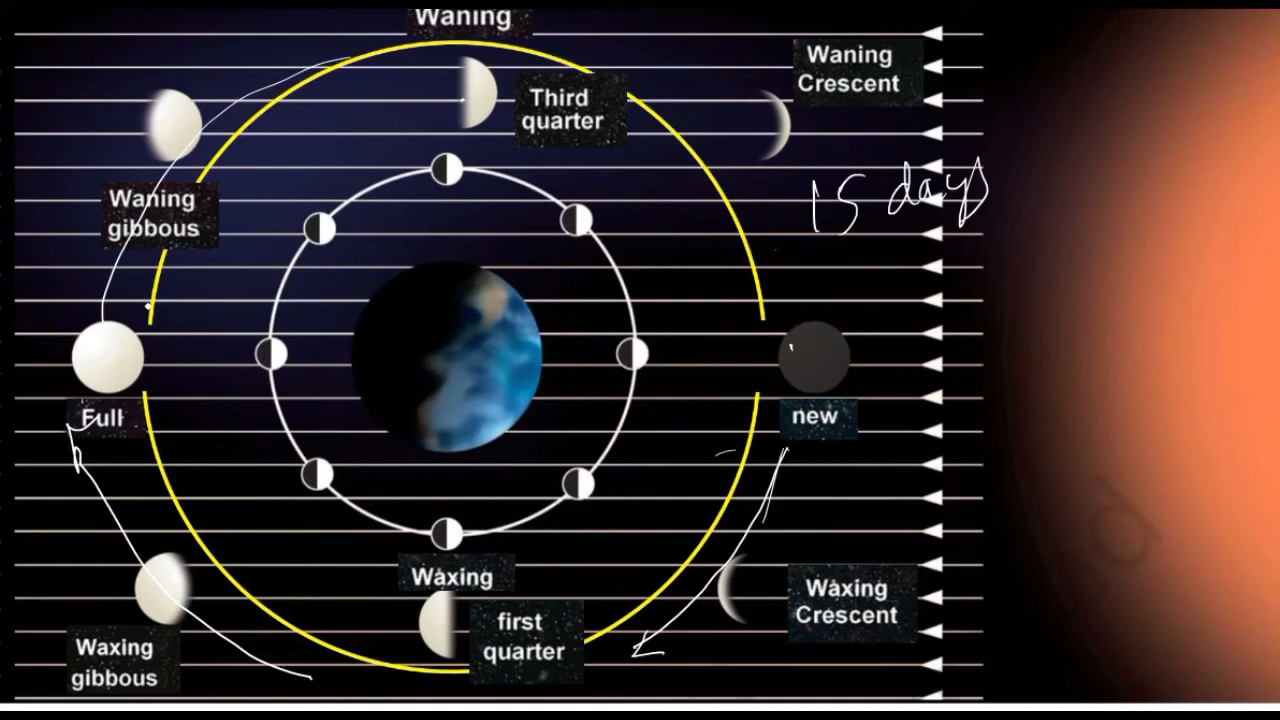 Waning
Waning
Crescent
Third
quarter
15 days
Waning
gibbous
Full
new
Waxing
Waxing
Crescent
first
quarter
Waxing
gibbous